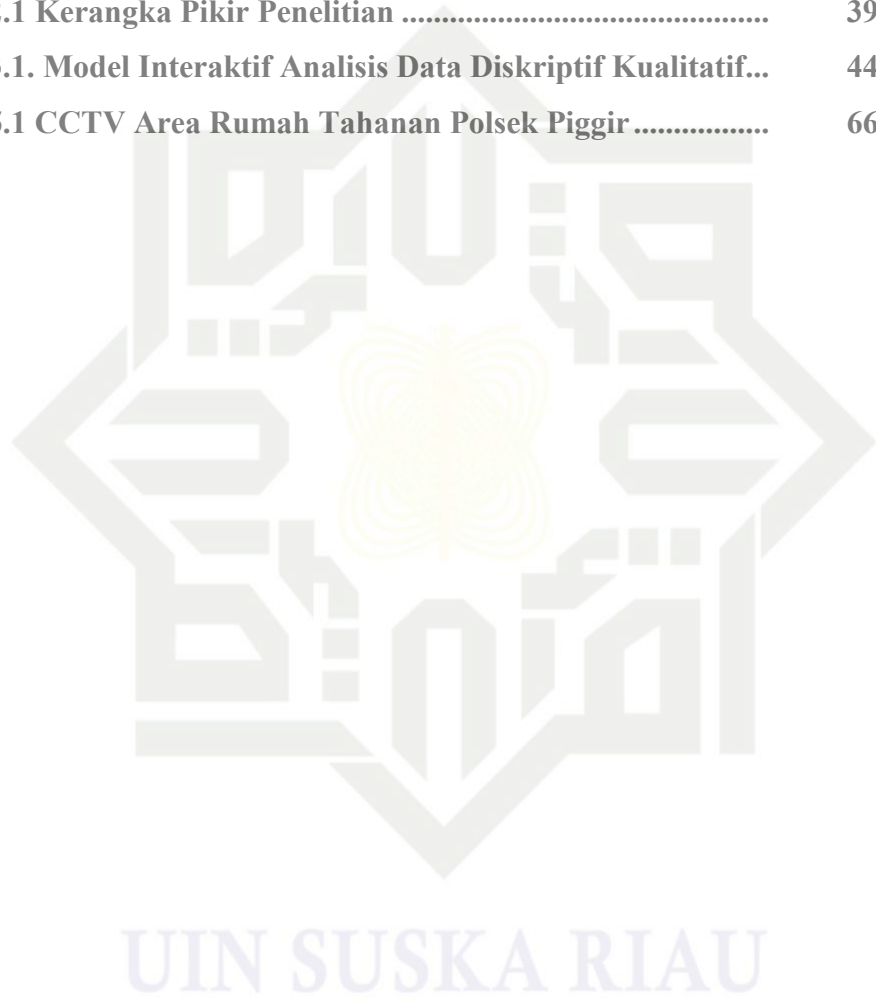 .1 Kerangka Pikir Penelitian ............................................... 39
.1. Model Interaktif Analisis Data Diskriptif Kualitatif... 44
.1 CCTV Area Rumah Tahanan Polsek Piggir ................. 66
UIN SUSKA RIAU